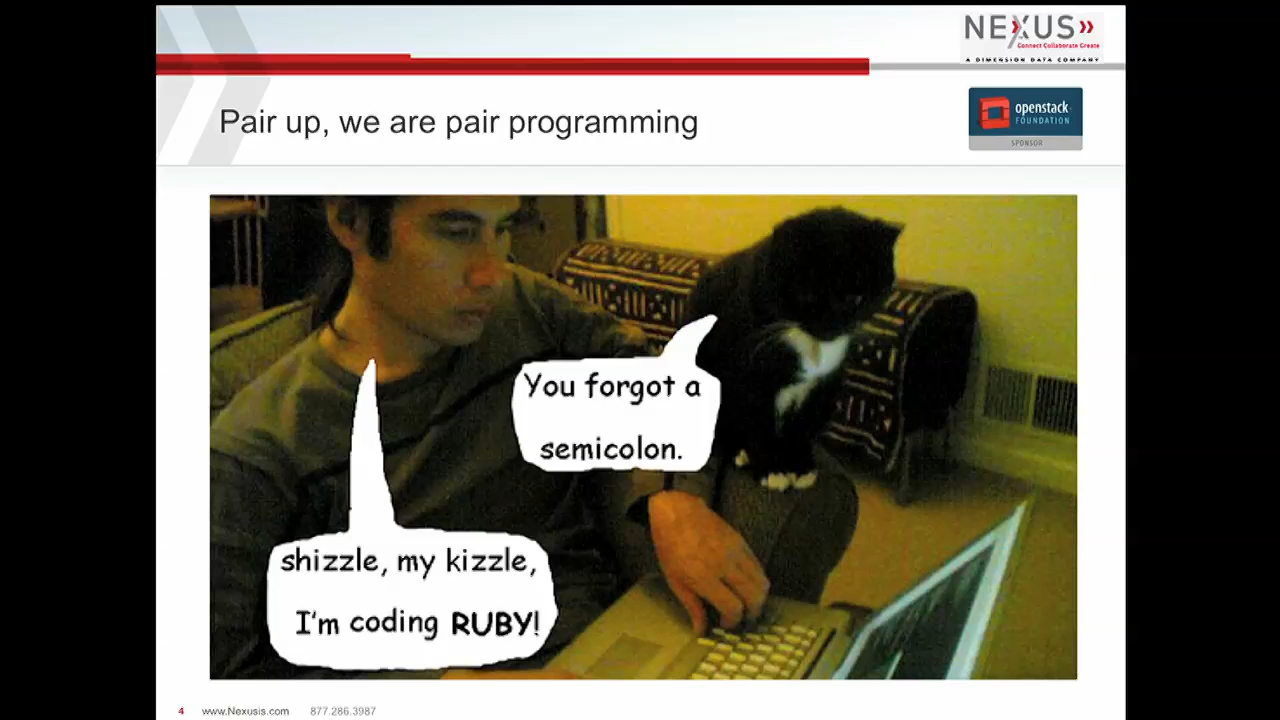 NEXUS
Connect Collaborate Create
A DIMENSION DATA COMPANY
Pair up, we are pair programming
openstack
FOUNDATION
SPONSOR
You forgot a
semicolon.
shizzle, my kizzle,
I'm coding RUBY!
4 www.Nexusis.com 877.286.3987